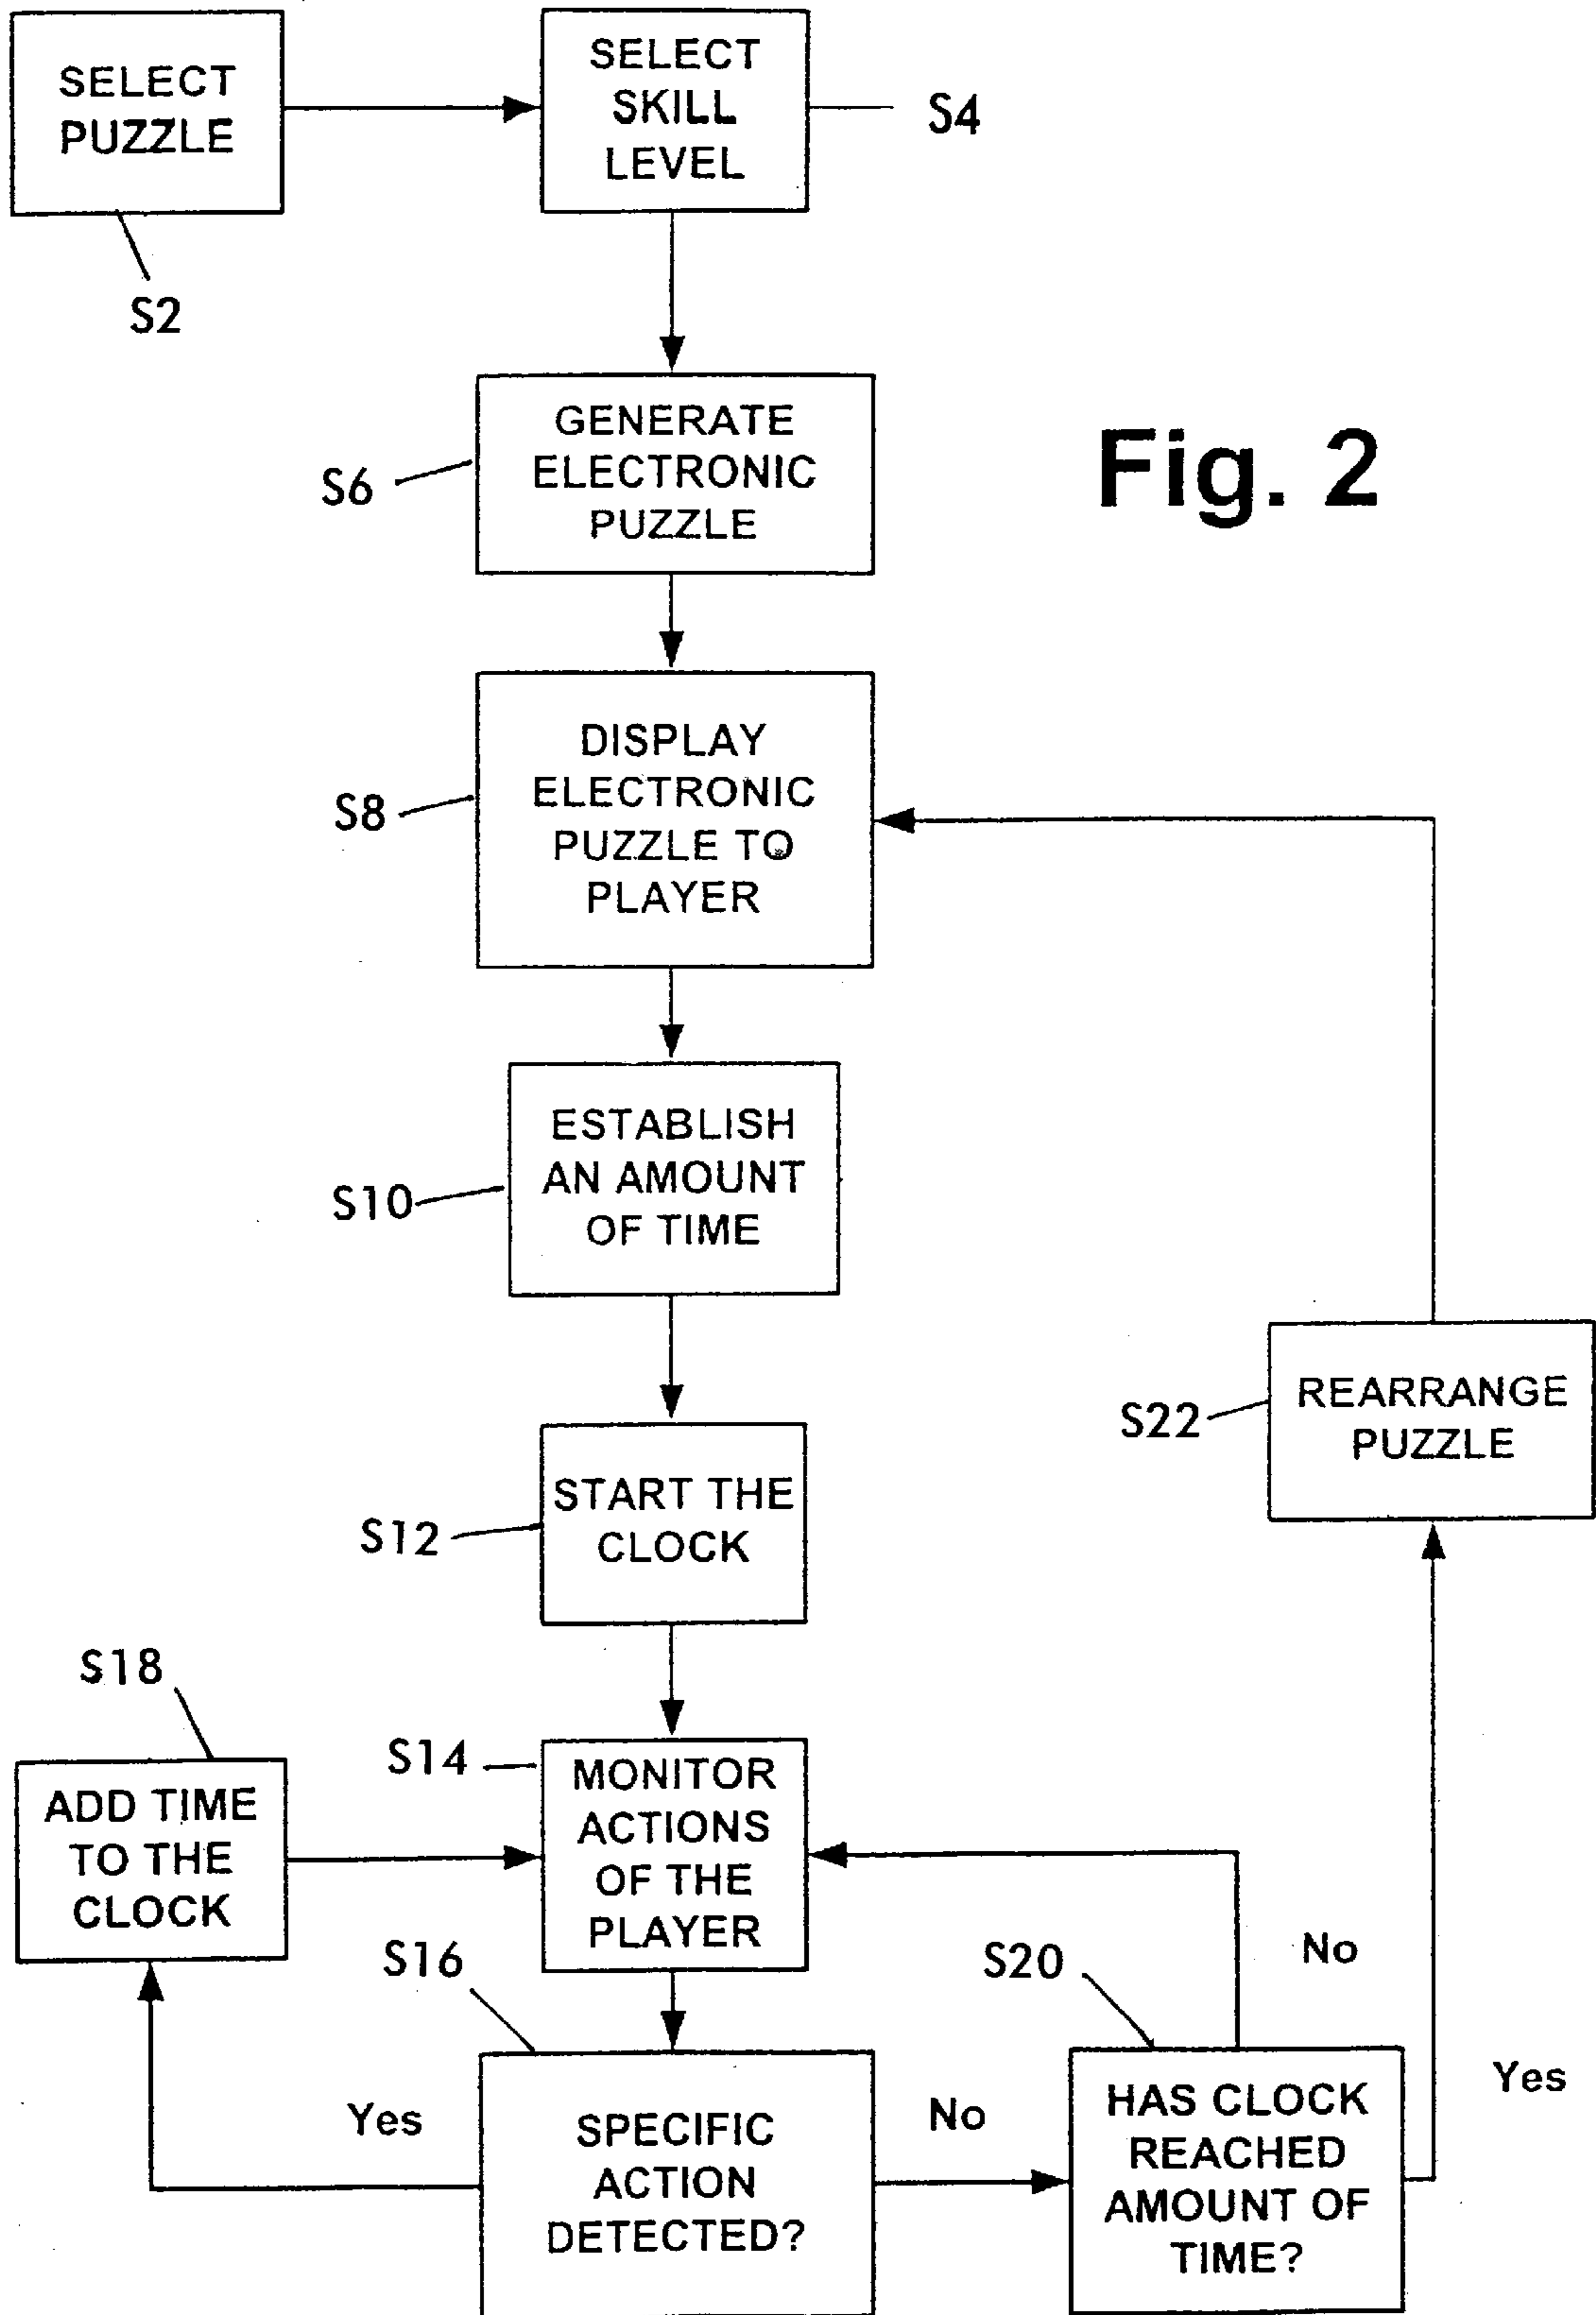 SELECT
PUZZLE
S2
SELECT
SKILL
LEVEL
S4
GENERATE
ELECTRONIC
PUZZLE
S6
Fig. 2
DISPLAY
ELECTRONIC
PUZZLE TO
PLAYER
S8
ESTABLISH
AN AMOUNT
OF TIME
S10
START THE
CLOCK
S12
REARRANGE
PUZZLE
S22
S18
ADD TIME
TO THE
CLOCK
S14
MONITOR
ACTIONS
OF THE
PLAYER
S16
SPECIFIC
ACTION
DETECTED?
Yes
No
S20
HAS CLOCK
REACHED
AMOUNT OF
TIME?
No
Yes